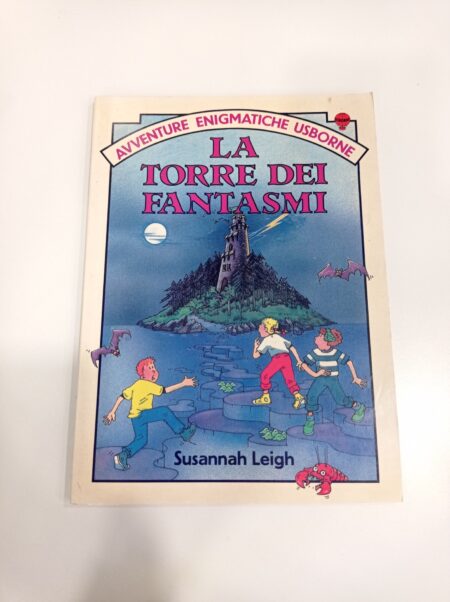 AVVENTURE ENIGMATICHE USBORNE
LA
TORRE DEI
FANTASMI
Susannah Leigh